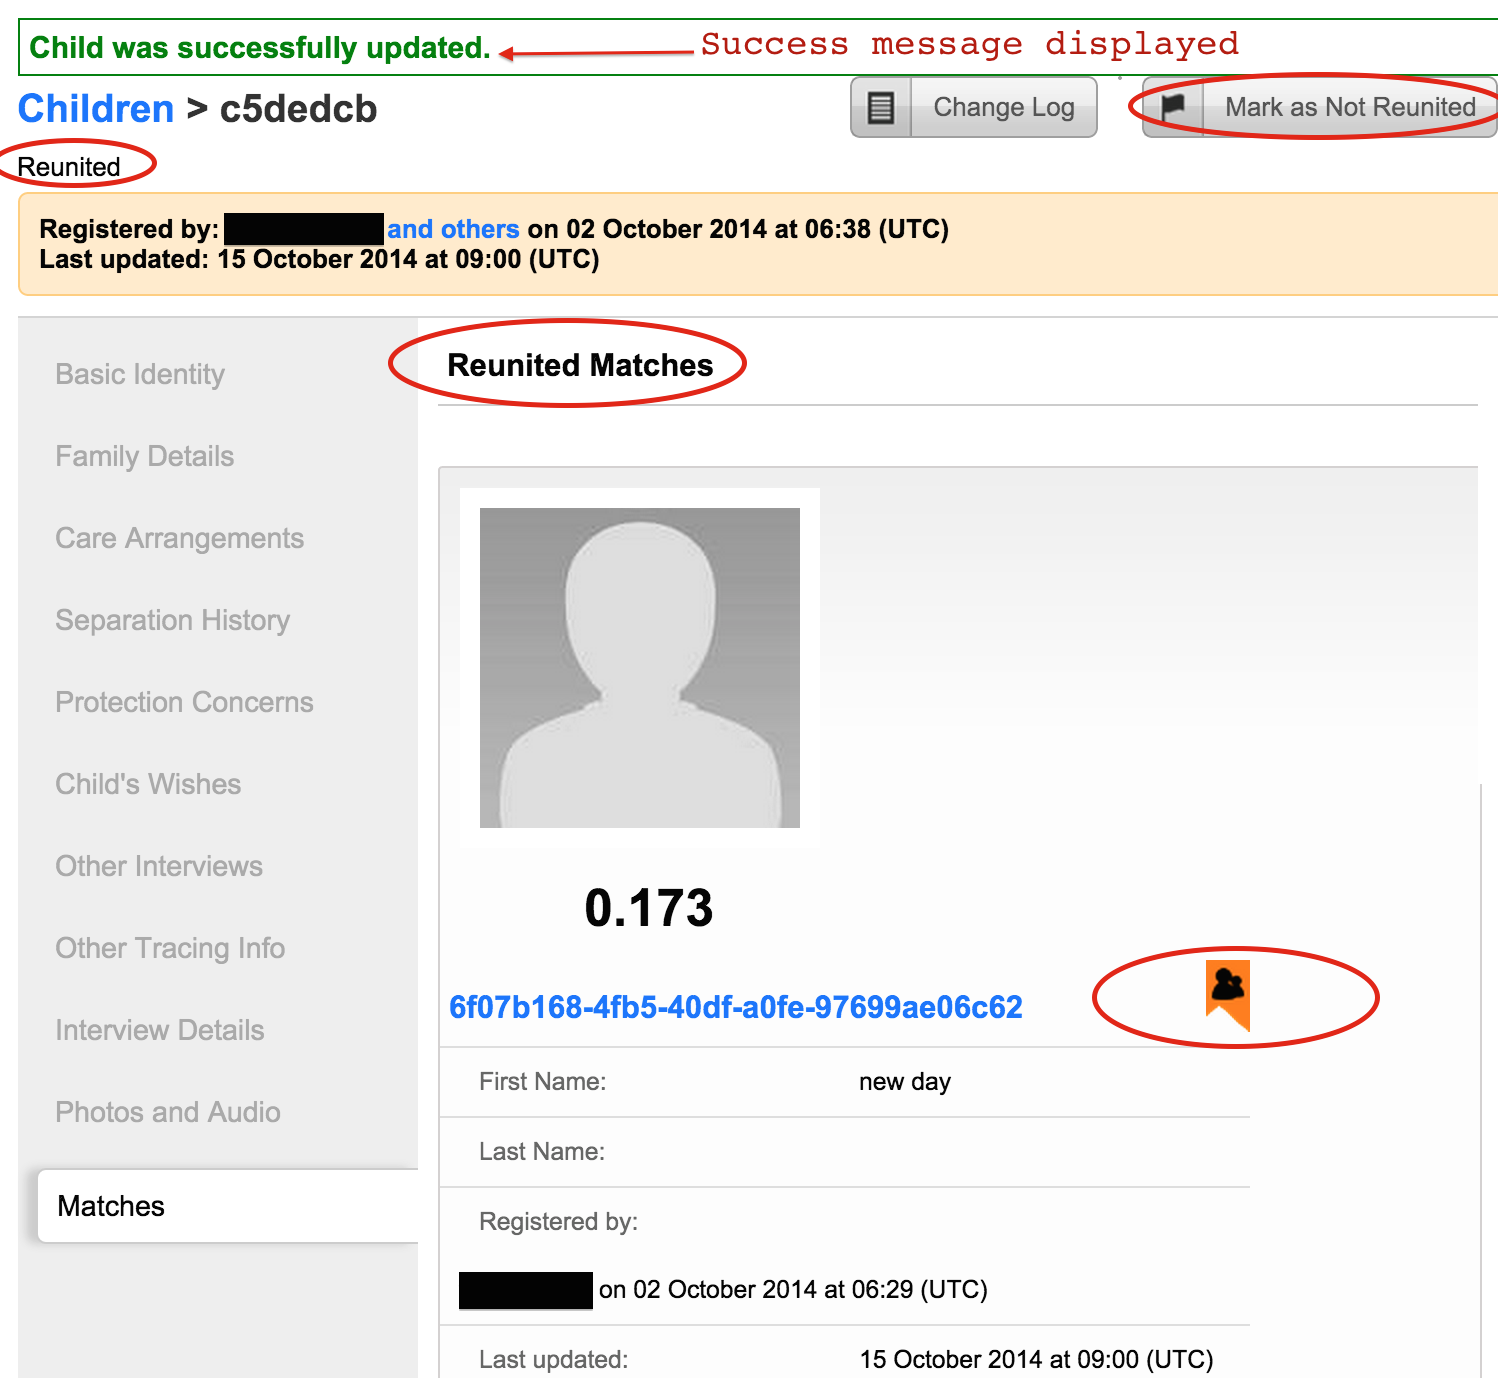 Child was successfully updated.
Success message displayed
Children > c5dedcb
Change Log
Mark as Not Reunited
Reunited
Registered by: and others on 02 October 2014 at 06:38 (UTC)
Last updated: 15 October 2014 at 09:00 (UTC)
Basic Identity
Family Details
Care Arrangements
Separation History
Protection Concerns
Child's Wishes
Other Interviews
Other Tracing Info
Interview Details
Photos and Audio
Matches
Reunited Matches
0.173
6f07b168-4fb5-40df-a0fe-97699ae06c62
First Name: new day
Last Name:
Registered by:
on 02 October 2014 at 06:29 (UTC)
Last updated: 15 October 2014 at 09:00 (UTC)